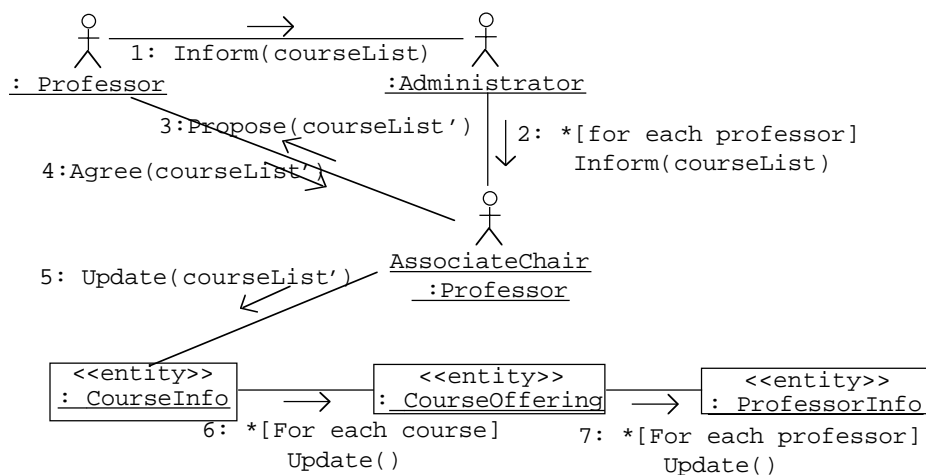 1: Inform(courseList)
: Professor
:Administrator
3:Propose(courseList')
2: *[for each professor]
Inform(courseList)
4:Agree(courseList')
AssociateChair
:Professor
5: Update(courseList')
<<entity>>
: CourseInfo
<<entity>>
: CourseOffering
<<entity>>
: ProfessorInfo
6: *[For each course]
Update()
7: *[For each professor]
Update()